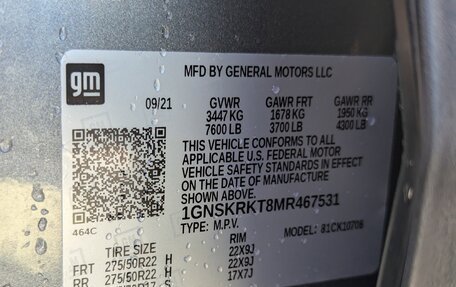 gm
MFD BY GENERAL MOTORS LLC
09/21 GVWR GAWR FRT GAWR RR
3447 KG 1678 KG 1950 KG
7600 LB 3700 LB 4300 LB
THIS VEHICLE CONFORMS TO ALL
APPLICABLE U.S. FEDERAL MOTOR
VEHICLE SAFETY STANDARDS IN EFFECT
ON THE DATE OF MANUFACTURE
SHOWN ABOVE.
1GNSKRKT8MR467531
464C TYPE: M.P.V. MODEL: 81CK10706
TIRE SIZE RIM
FRT 275/50R22 H 22X9J
RR 275/50R22 H 22X9J
S 17X7J